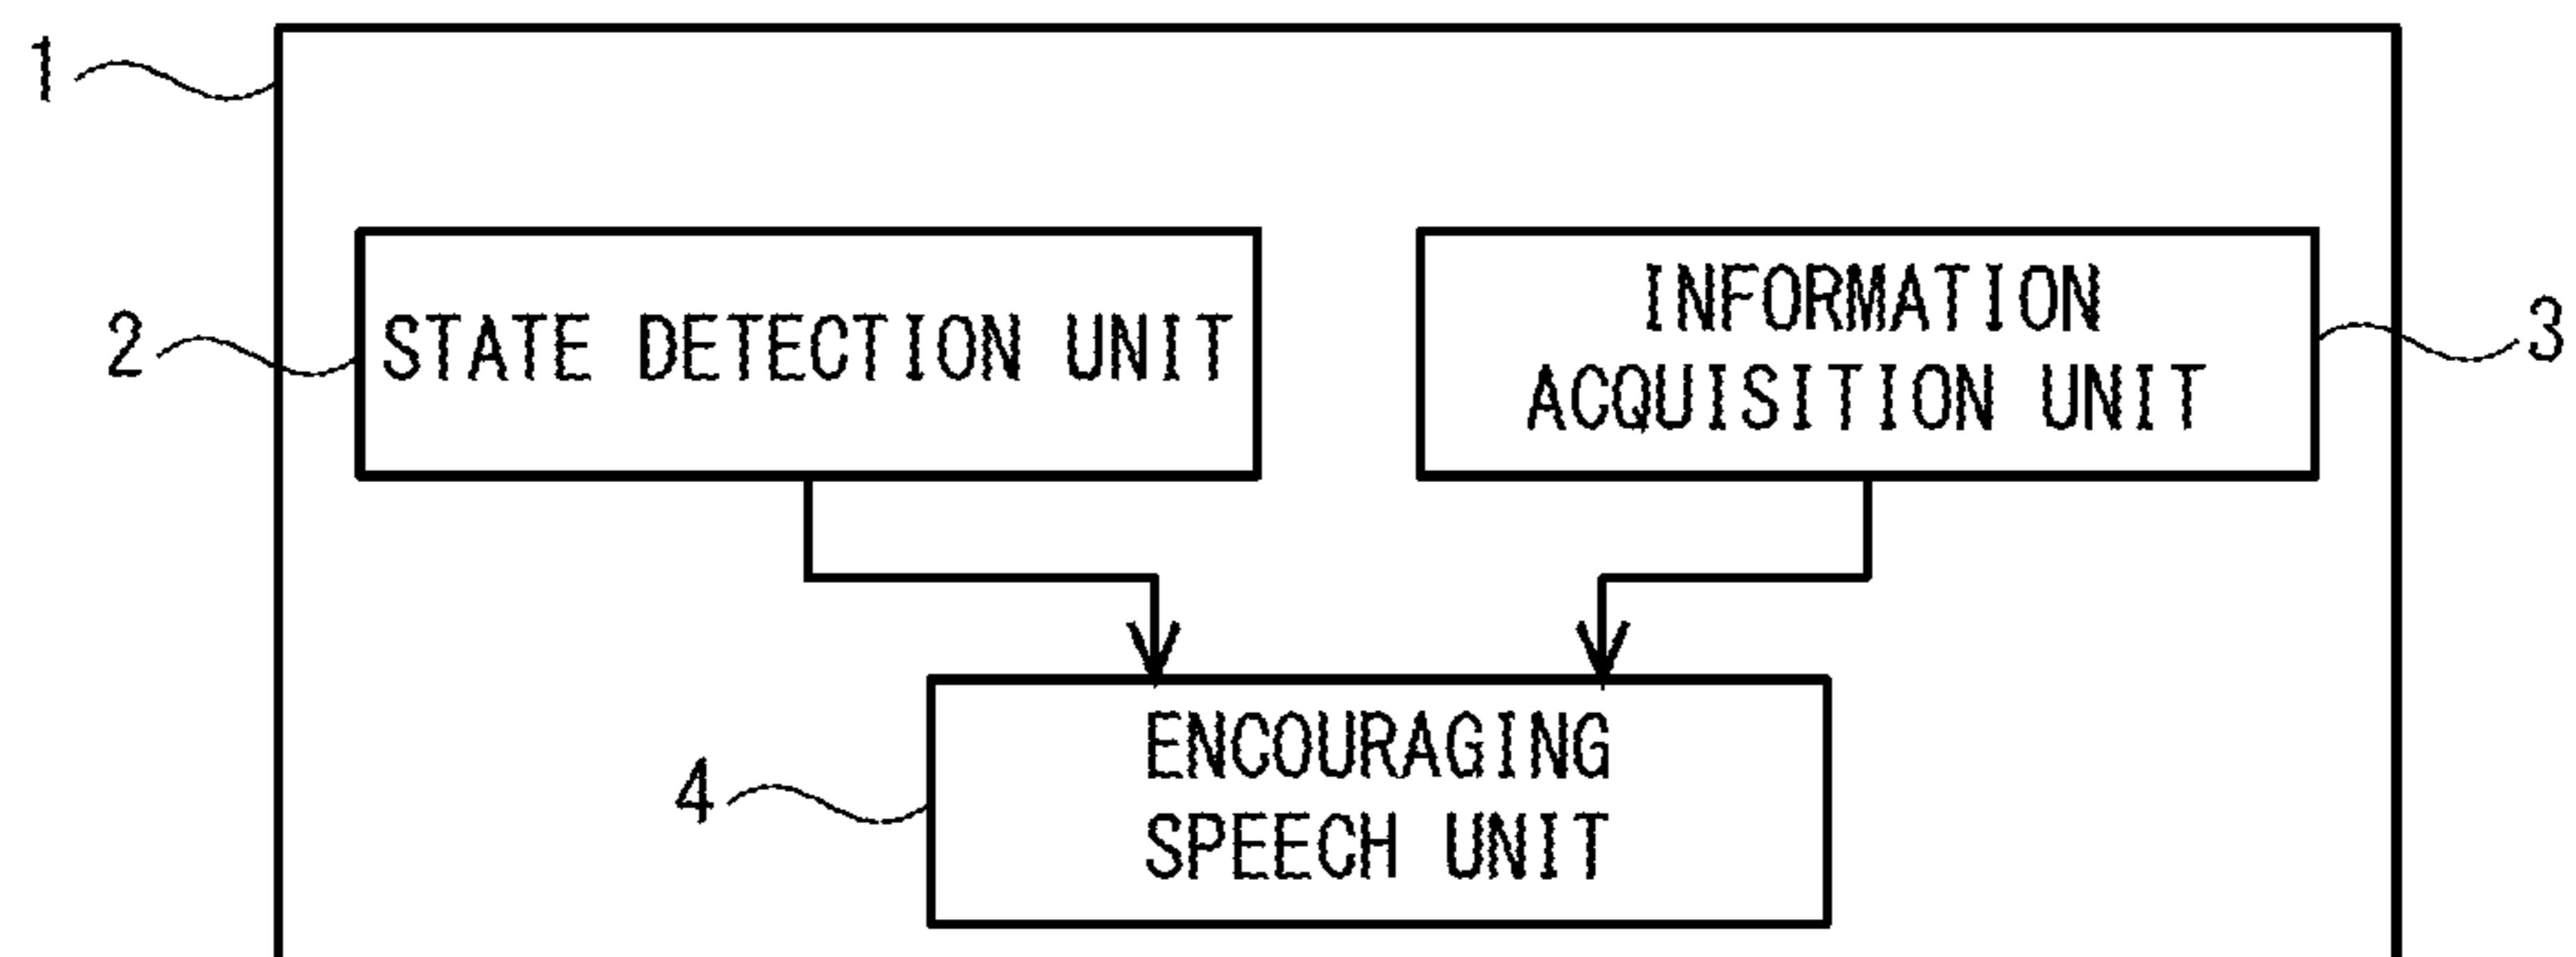 1
2
STATE DETECTION UNIT
INFORMATION
ACQUISITION UNIT
3
4
ENCOURAGING
SPEECH UNIT